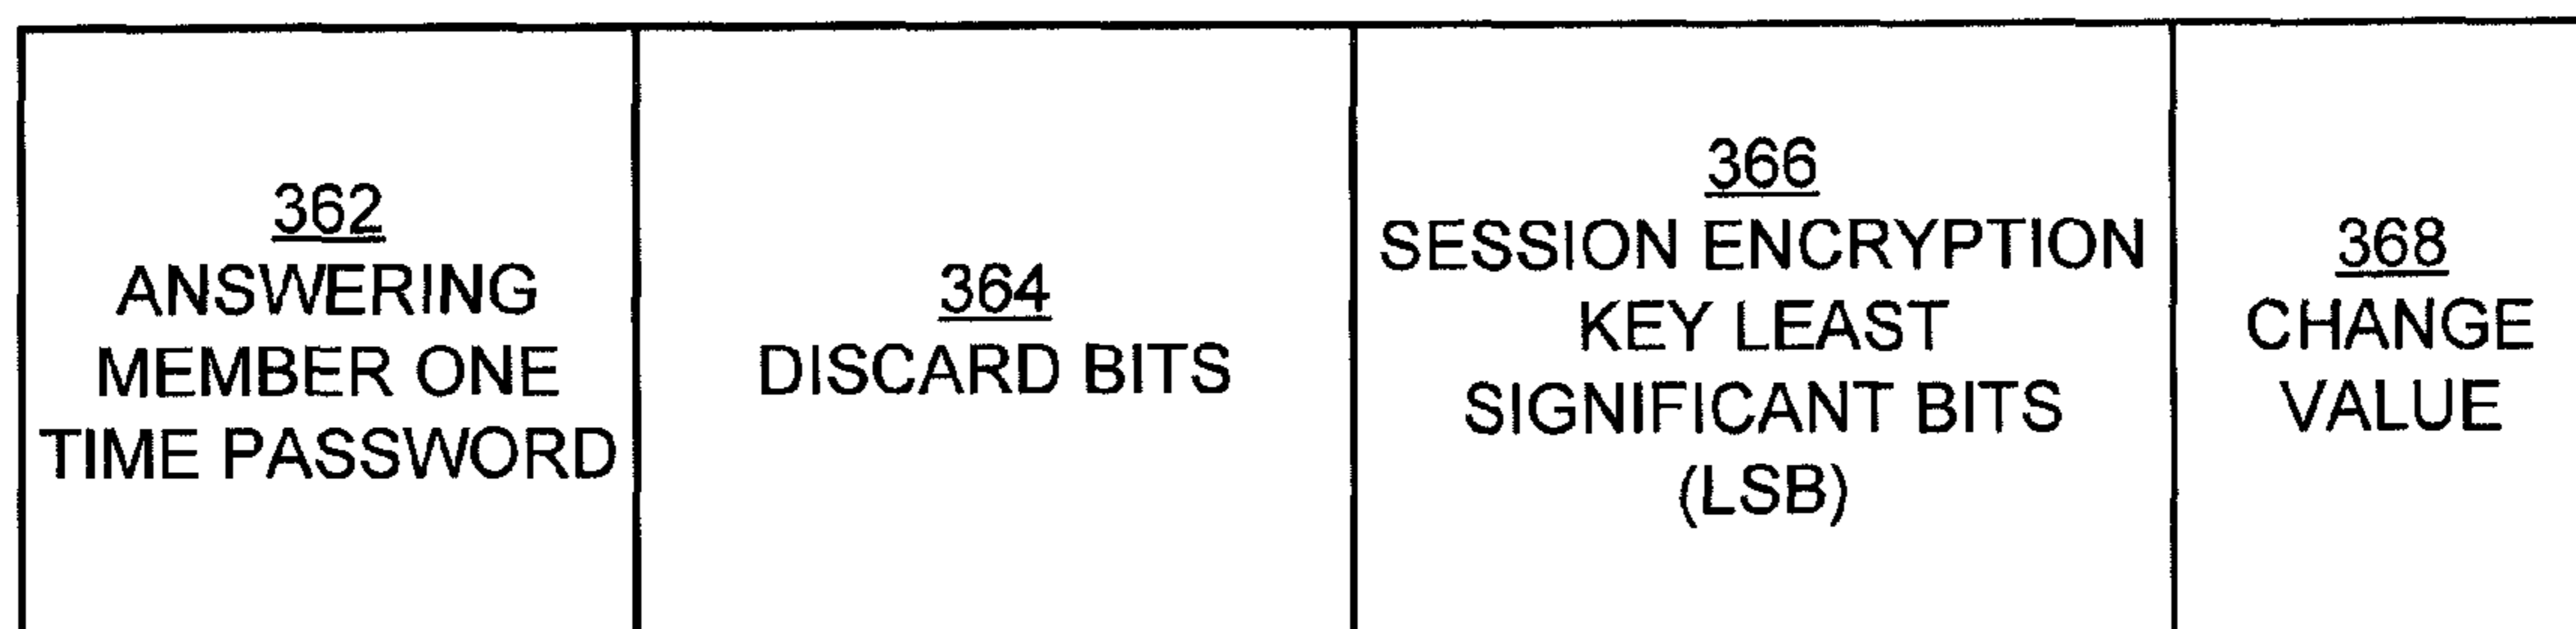 362
ANSWERING
MEMBER ONE
TIME PASSWORD
364
DISCARD BITS
366
SESSION ENCRYPTION
KEY LEAST
SIGNIFICANT BITS
(LSB)
368
CHANGE
VALUE